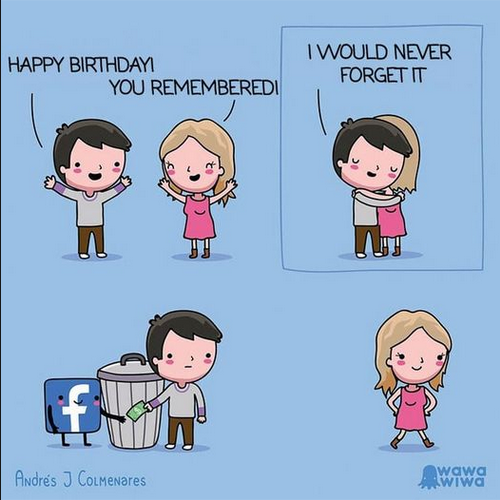 HAPPY BIRTHDAY!
YOU REMEMBERED!
I WOULD NEVER
FORGET IT
f
Andrés J Colmenares
wawa
wiwa